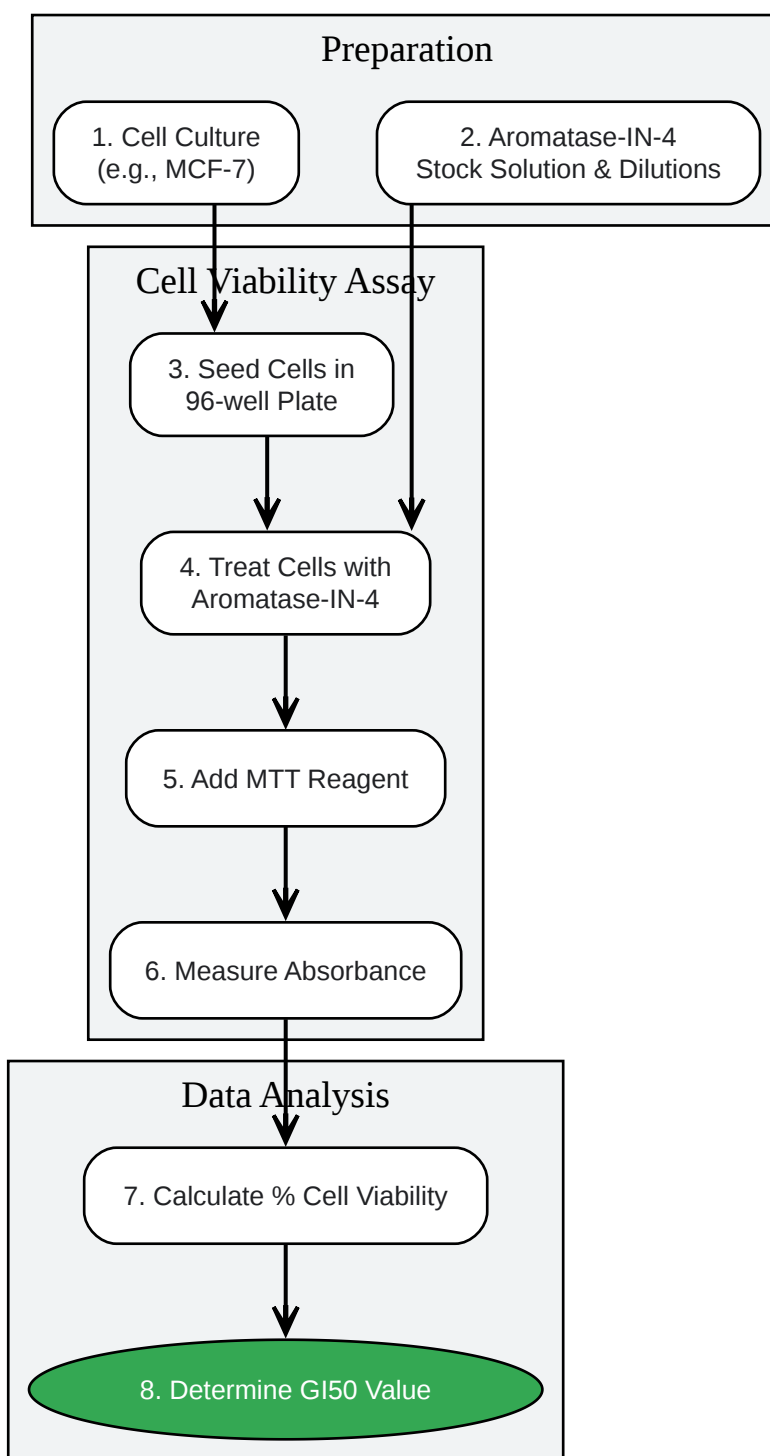 Preparation
1. Cell Culture
(e.g., MCF-7)
2. Aromatase-IN-4
Stock Solution & Dilutions
Cell Viability Assay
3. Seed Cells in
96-well Plate
4. Treat Cells with
Aromatase-IN-4
5. Add MTT Reagent
6. Measure Absorbance
Data Analysis
7. Calculate % Cell Viability
8. Determine GI50 Value